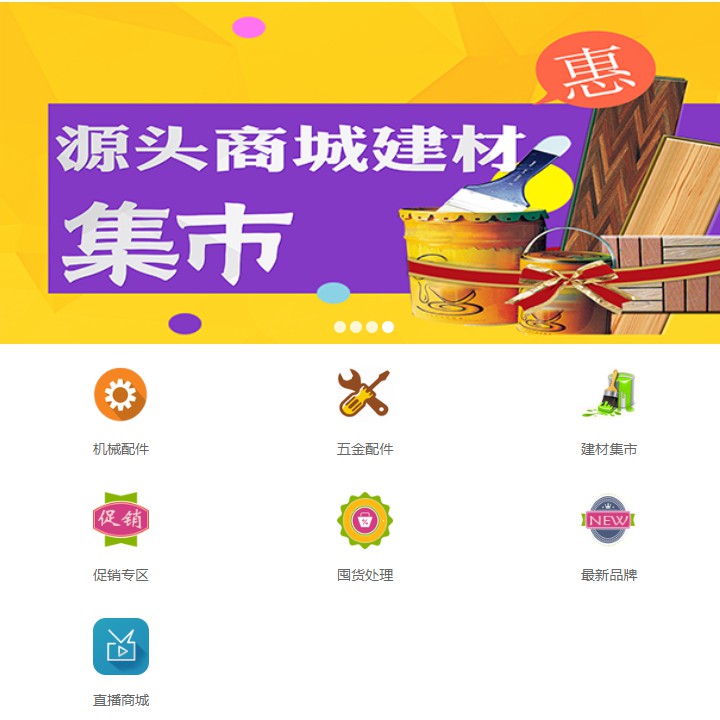 惠
源头商城建材
集市
机械配件
五金配件
建材集市
促销
NEW
促销专区
囤货处理
最新品牌
直播商城